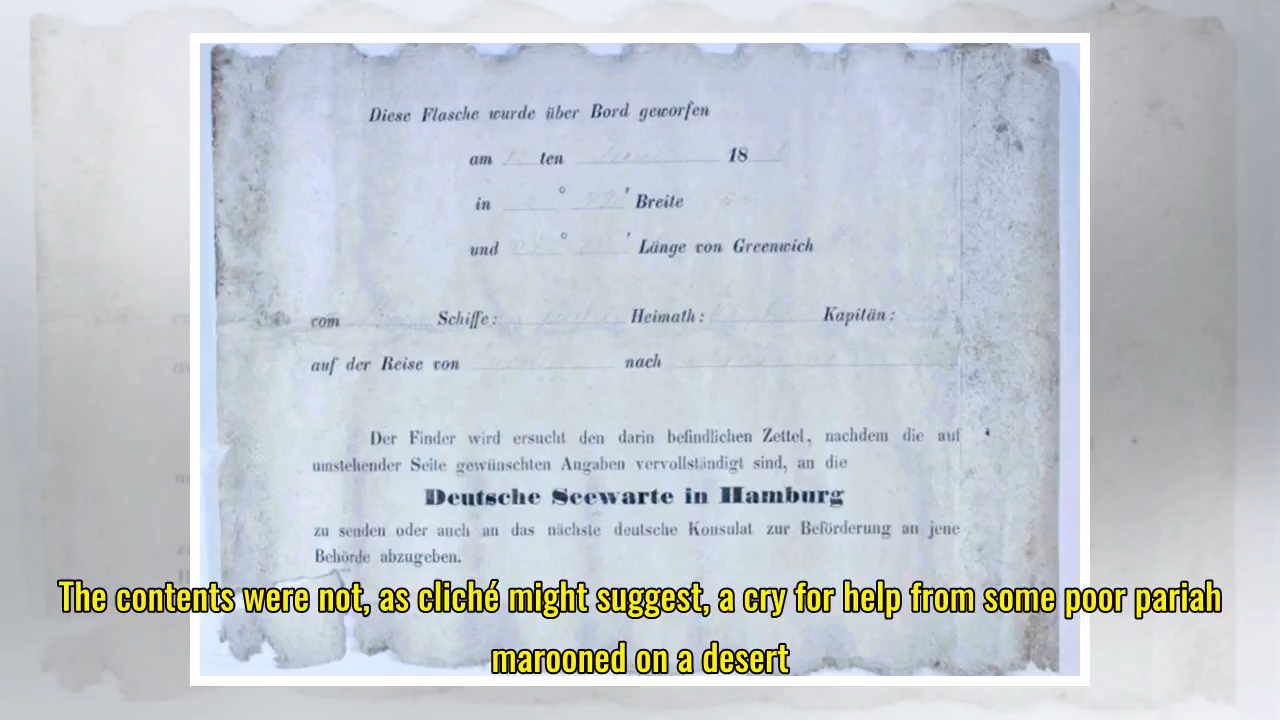 Diese Flasche wurde über Bord geworfen
am ten 18
in ° ' Breite
und ° ' Länge von Greenwich
vom Schiffe: Heimath: Kapitän:
auf der Reise von nach
Der Finder wird ersucht den darin befindlichen Zettel, nachdem die auf
umstehender Seite gewünschten Angaben vervollständigt sind, an die
Deutsche Seewarte in Hamburg
zu senden oder auch an das nächste deutsche Konsulat zur Beförderung an jene
Behörde abzugeben.
The contents were not, as cliché might suggest, a cry for help from some poor pariah
marooned on a desert